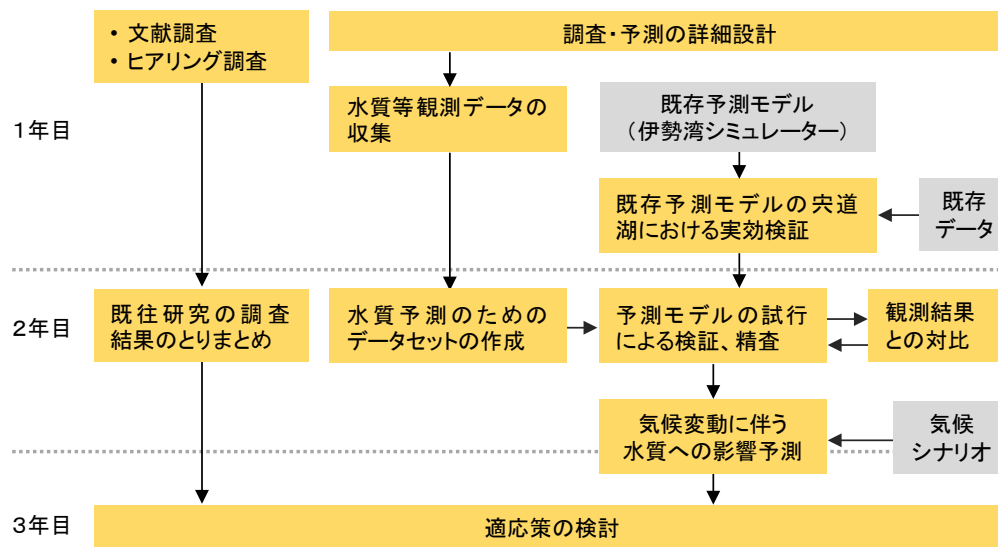 ・ 文献調査
・ ヒアリング調査
調査・予測の詳細設計
1年目
水質等観測データの
収集
既存予測モデル
（伊勢湾シミュレーター）
既存予測モデルの宍道
湖における実効検証
既存
データ
2年目
既往研究の調査
結果のとりまとめ
水質予測のための
データセットの作成
予測モデルの試行
による検証、精査
観測結果
との対比
気候変動に伴う
水質への影響予測
気候
シナリオ
3年目
適応策の検討